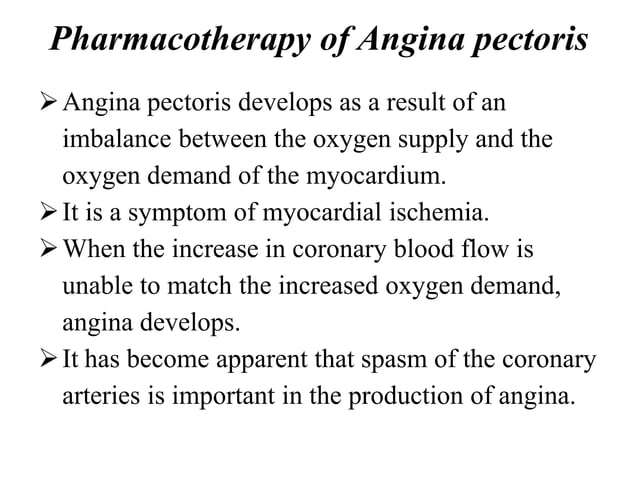 Pharmacotherapy of Angina pectoris
➢Angina pectoris develops as a result of an
imbalance between the oxygen supply and the
oxygen demand of the myocardium.
➢It is a symptom of myocardial ischemia.
➢When the increase in coronary blood flow is
unable to match the increased oxygen demand,
angina develops.
➢It has become apparent that spasm of the coronary
arteries is important in the production of angina.